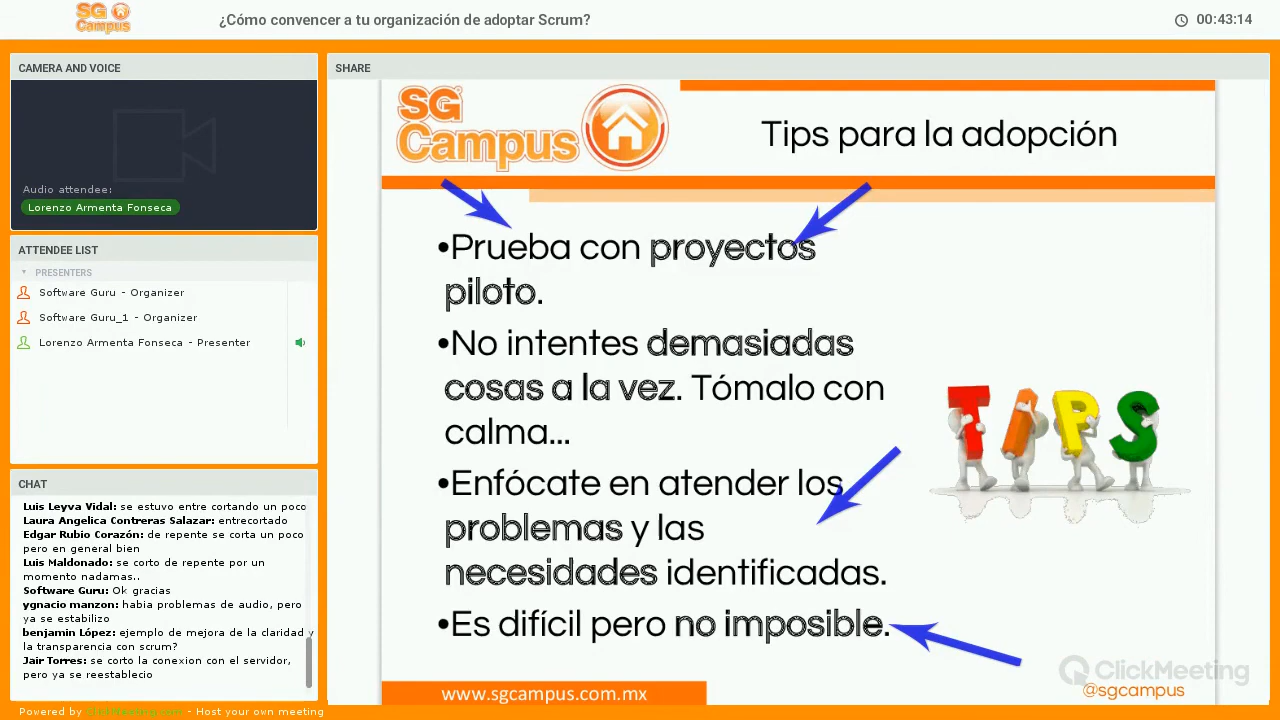 SG Campus
¿Cómo convencer a tu organización de adoptar Scrum?
00:43:14
CAMERA AND VOICE
Audio attendee:
Lorenzo Armenta Fonseca
ATTENDEE LIST
PRESENTERS
Software Guru - Organizer
Software Guru_1 - Organizer
Lorenzo Armenta Fonseca - Presenter
CHAT
Luis Leyva Vidal: se estuvo entre cortando un poco
Laura Angelica Contreras Salazar: entrecortado
Edgar Rubio Corazón: de repente se corta un poco
pero en general bien
Luis Maldonado: se corto de repente por un
momento nadamas..
Software Guru: Ok gracias
ygnacio manzon: habia problemas de audio, pero
ya se estabilizo
benjamin López: ejemplo de mejora de la claridad y
la transparencia con scrum?
Jair Torres: se corto la conexion con el servidor,
pero ya se reestablecio
Powered by ClickMeeting.com - Host your own meeting
SHARE
SG
Campus
Tips para la adopción
•Prueba con proyectos
piloto.
•No intentes demasiadas
cosas a la vez. Tómalo con
calma...
•Enfócate en atender los
problemas y las
necesidades identificadas.
•Es difícil pero no imposible.
TIPS
www.sgcampus.com.mx
ClickMeeting
@sgcampus